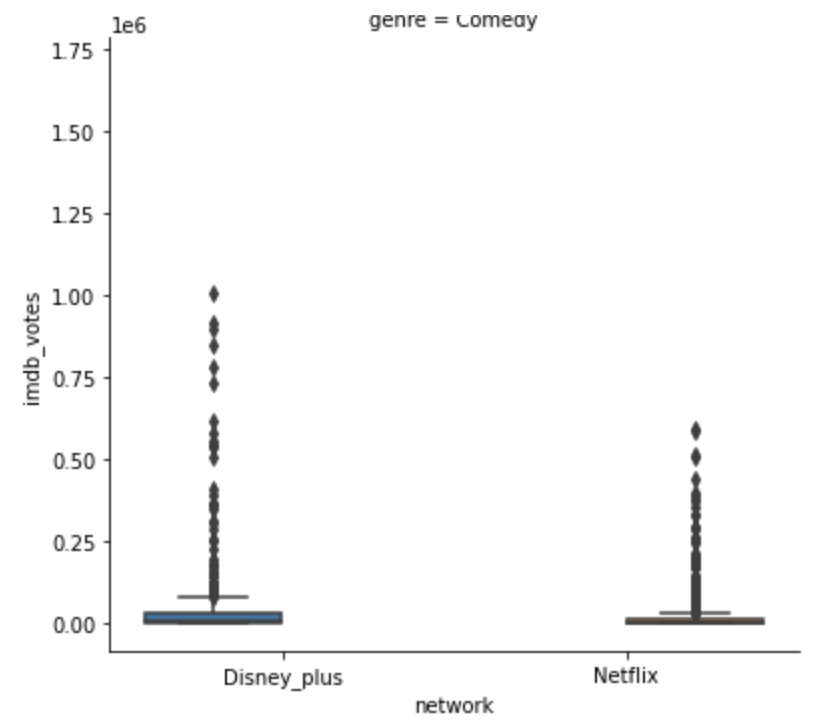 1e6
genre = Comedy
1.75
1.50
1.25
1.00
0.75
0.50
0.25
0.00
imdb_votes
Disney_plus
Netflix
network